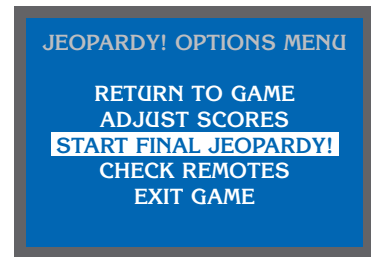 JEOPARDY! OPTIONS MENU
RETURN TO GAME
ADJUST SCORES
START FINAL JEOPARDY!
CHECK REMOTES
EXIT GAME